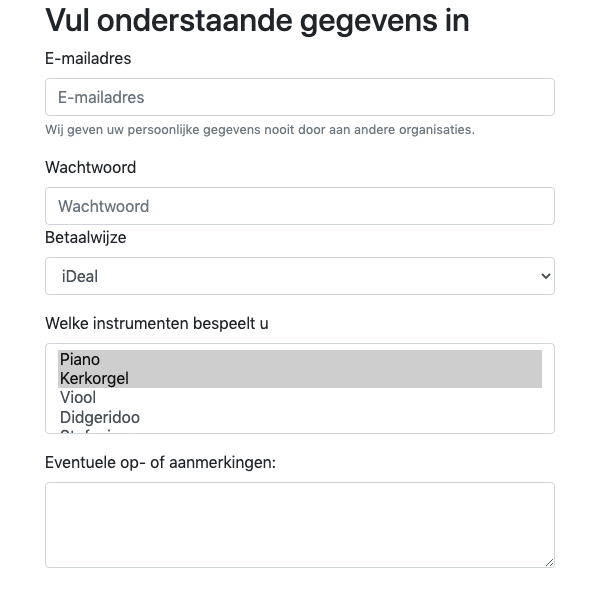 Vul onderstaande gegevens in
E-mailadres
E-mailadres
Wij geven uw persoonlijke gegevens nooit door aan andere organisaties.
Wachtwoord
Wachtwoord
Betaalwijze
iDeal
Welke instrumenten bespeelt u
Piano
Kerkorgel
Viool
Didgeridoo
Eventuele op- of aanmerkingen: